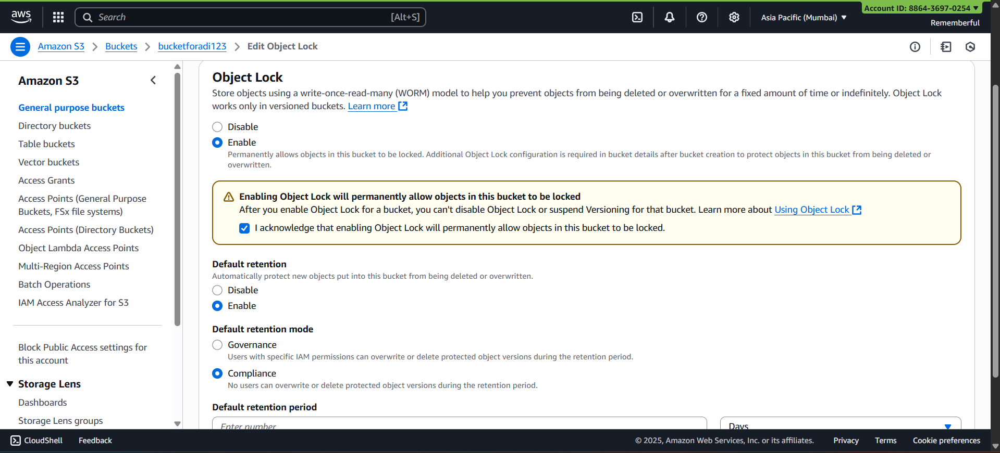 aws
Search
[Alt+S]
Asia Pacific (Mumbai)
Account ID: 8864-3697-0254
Rememberful
Amazon S3
Buckets
bucketforadi123
Edit Object Lock
Amazon S3
General purpose buckets
Directory buckets
Table buckets
Vector buckets
Access Grants
Access Points (General Purpose
Buckets, FSx file systems)
Access Points (Directory Buckets)
Object Lambda Access Points
Multi-Region Access Points
Batch Operations
IAM Access Analyzer for S3
Block Public Access settings for
this account
Storage Lens
Dashboards
Storage Lens groups
Object Lock
Store objects using a write-once-read-many (WORM) model to help you prevent objects from being deleted or overwritten for a fixed amount of time or indefinitely. Object Lock
works only in versioned buckets. Learn more
Disable
Enable
Permanently allows objects in this bucket to be locked. Additional Object Lock configuration is required in bucket details after bucket creation to protect objects in this bucket from being deleted or
overwritten.
Enabling Object Lock will permanently allow objects in this bucket to be locked
After you enable Object Lock for a bucket, you can't disable Object Lock or suspend Versioning for that bucket. Learn more about Using Object Lock
I acknowledge that enabling Object Lock will permanently allow objects in this bucket to be locked.
Default retention
Automatically protect new objects put into this bucket from being deleted or overwritten.
Disable
Enable
Default retention mode
Governance
Users with specific IAM permissions can overwrite or delete protected object versions during the retention period.
Compliance
No users can overwrite or delete protected object versions during the retention period.
Default retention period
Enter number
Days
CloudShell
Feedback
© 2025, Amazon Web Services, Inc. or its affiliates.
Privacy
Terms
Cookie preferences